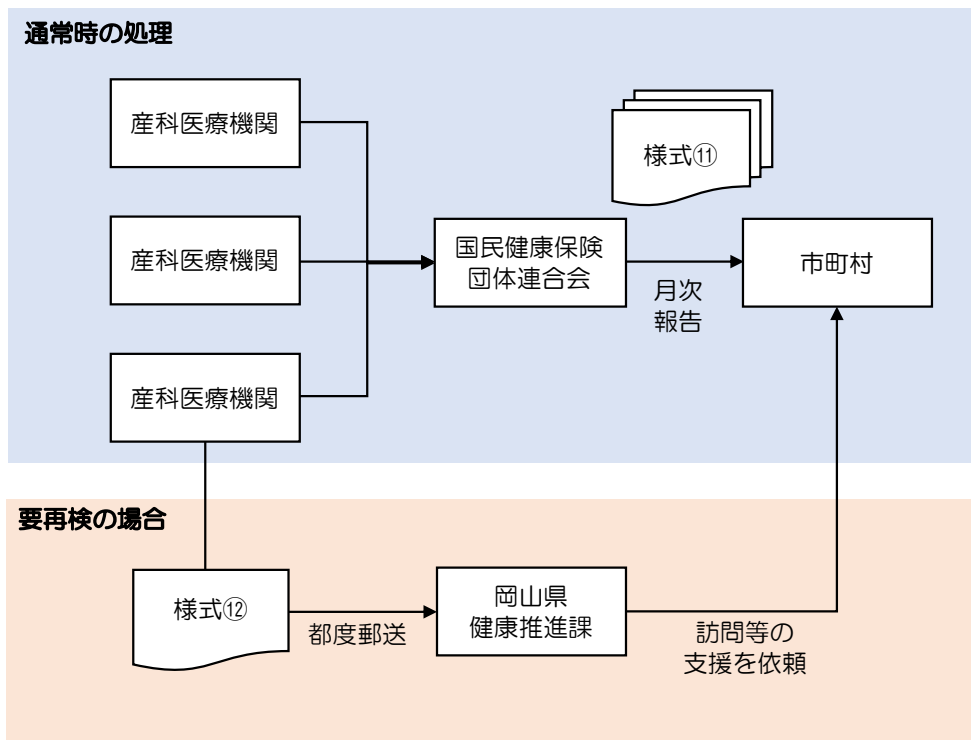 通常時の処理
産科医療機関
様式⑪
産科医療機関
国民健康保険
団体連合会
市町村
月次
報告
産科医療機関
要再検の場合
様式⑫
都度郵送
岡山県
健康推進課
訪問等の
支援を依頼